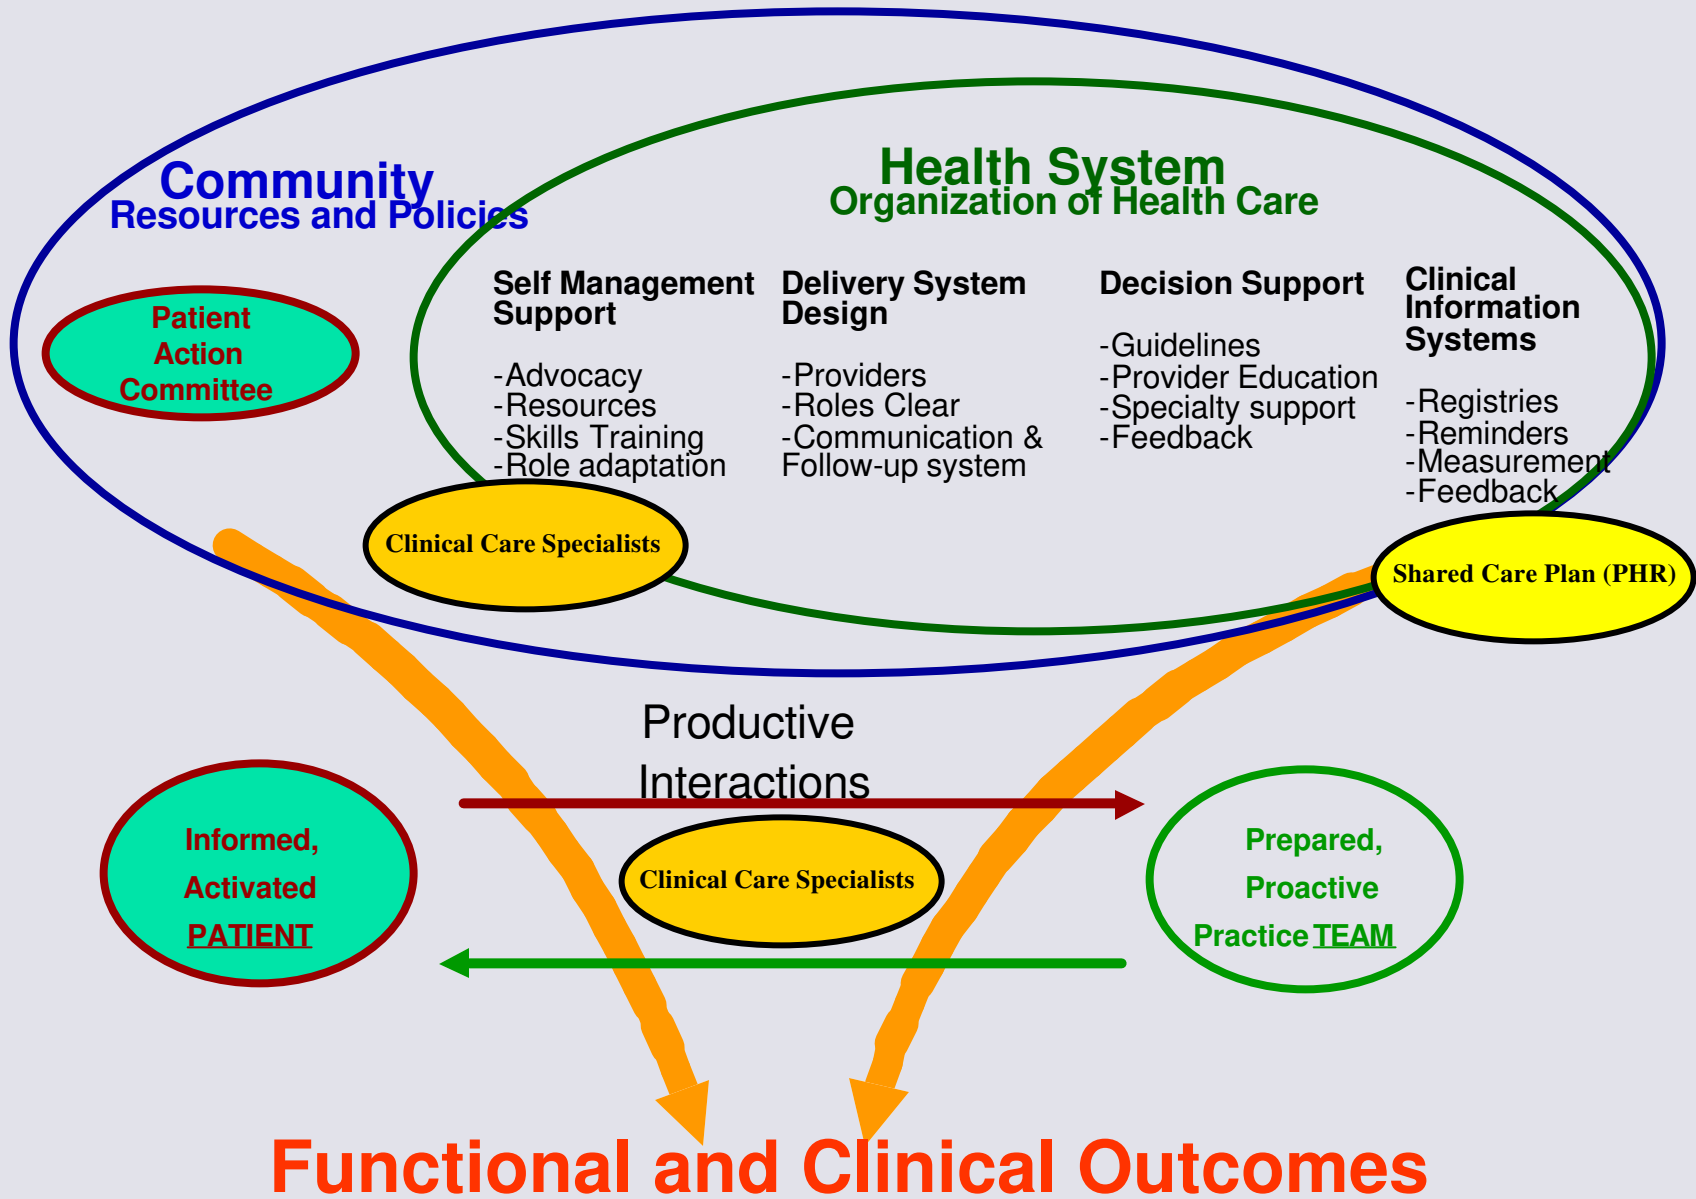 Community
Resources and Policies
Health System
Organization of Health Care
Patient
Action
Committee
Self Management
Support
-Advocacy
-Resources
-Skills Training
-Role adaptation
Delivery System
Design
-Providers
-Roles Clear
-Communication &
Follow-up system
Decision Support
-Guidelines
-Provider Education
-Specialty support
-Feedback
Clinical
Information
Systems
-Registries
-Reminders
-Measurement
-Feedback
Clinical Care Specialists
Shared Care Plan (PHR)
Productive
Interactions
Informed,
Activated
PATIENT
Clinical Care Specialists
Prepared,
Proactive
Practice TEAM
Functional and Clinical Outcomes